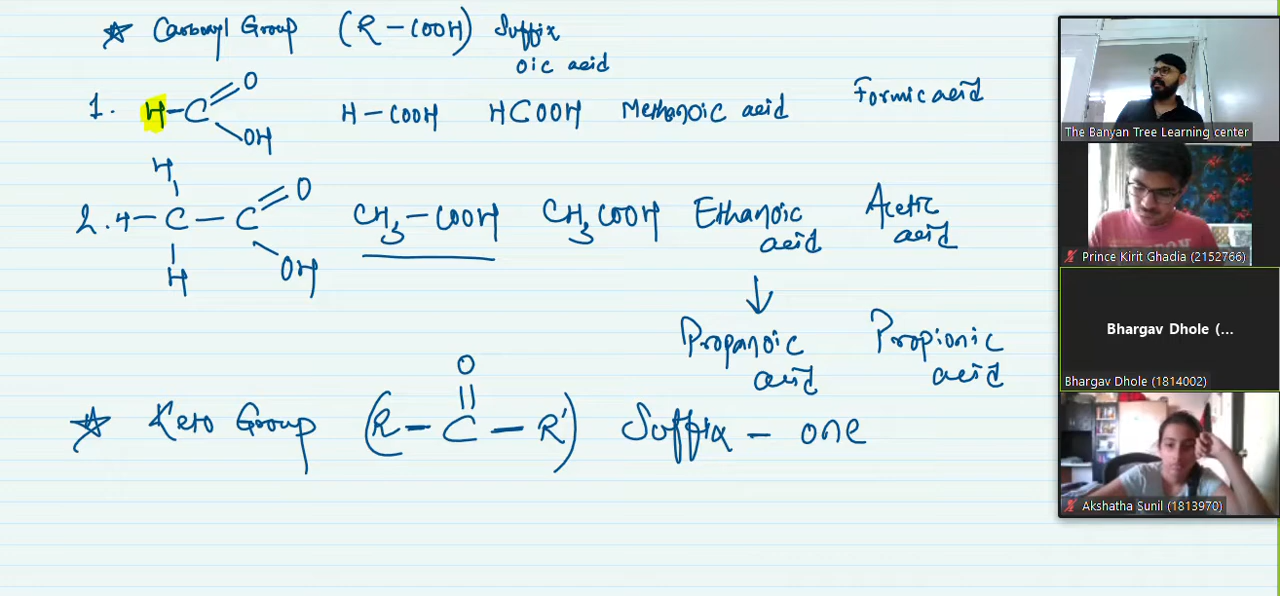 ☆ Carbonyl Group (R – COOH) Suffix
oic acid
1. H – C = O OH H – COOH HCOOH Methanoic acid Formic acid
H
2. H – C – C = O OH CH3 – COOH CH3COOH Ethanoic acid Acetic acid
H
↓
Propanoic acid Propionic acid
O
☆ Keto Group (R – C – R') Suffix – one
The Banyan Tree Learning center
Prince Kirit Ghadia (2152766)
Bhargav Dhole (...
Bhargav Dhole (1814002)
Akshatha Sunil (1813970)